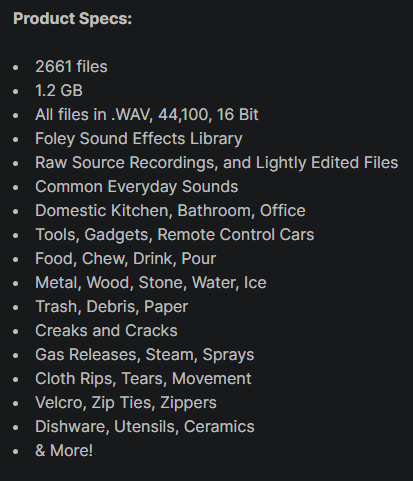 Product Specs:
• 2661 files
• 1.2 GB
• All files in .WAV, 44,100, 16 Bit
• Foley Sound Effects Library
• Raw Source Recordings, and Lightly Edited Files
• Common Everyday Sounds
• Domestic Kitchen, Bathroom, Office
• Tools, Gadgets, Remote Control Cars
• Food, Chew, Drink, Pour
• Metal, Wood, Stone, Water, Ice
• Trash, Debris, Paper
• Creaks and Cracks
• Gas Releases, Steam, Sprays
• Cloth Rips, Tears, Movement
• Velcro, Zip Ties, Zippers
• Dishware, Utensils, Ceramics
• & More!